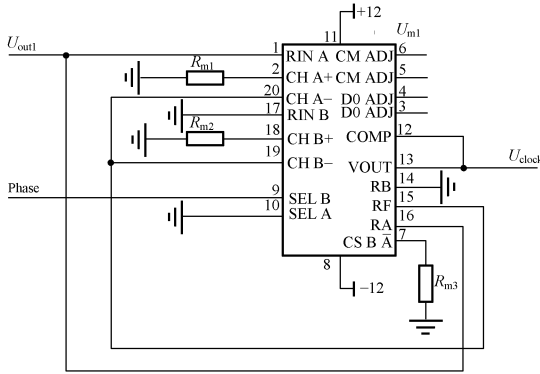 +12
11
U_m1
U_out1
1 RIN A CM ADJ 6
R_m1
2 CH A+ CM ADJ 5
20 CH A− D0 ADJ 4
17 RIN B D0 ADJ 3
R_m2
18 CH B+ COMP 12
19 CH B− VOUT 13 U_clock
RB 14
Phase 9 SEL B RF 15
10 SEL A RA 16
CS B A̅ 7
8
−12
R_m3